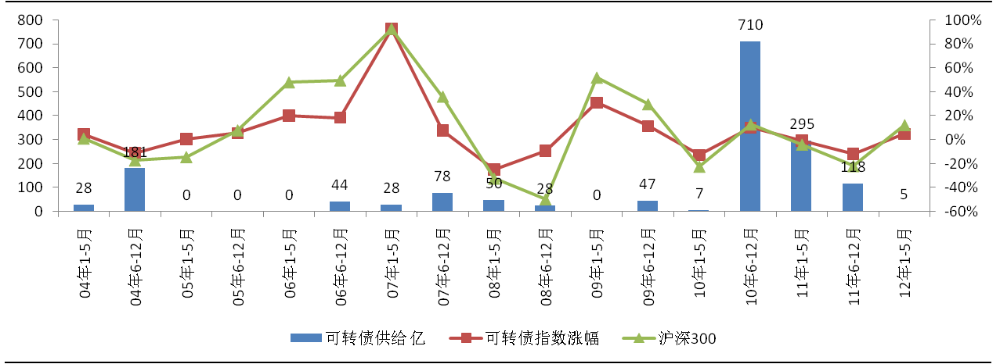 800
700
600
500
400
300
200
100
0
100%
80%
60%
40%
20%
0%
-20%
-40%
-60%
28
181
0
0
0
44
28
78
50
28
0
47
7
710
295
118
5
04年1-5月
04年6-12月
05年1-5月
05年6-12月
06年1-5月
06年6-12月
07年1-5月
07年6-12月
08年1-5月
08年6-12月
09年1-5月
09年6-12月
10年1-5月
10年6-12月
11年1-5月
11年6-12月
12年1-5月
可转债供给 亿 可转债指数涨幅 沪深300